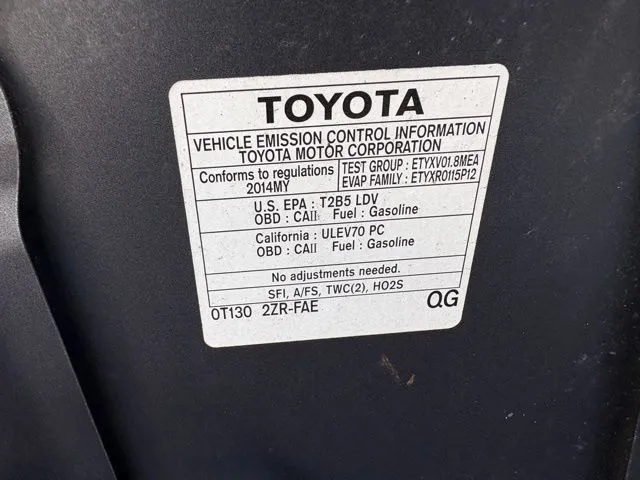 TOYOTA
VEHICLE EMISSION CONTROL INFORMATION
TOYOTA MOTOR CORPORATION
Conforms to regulations
2014MY
TEST GROUP : ETYXV01.8MEA
EVAP FAMILY : ETYXR0115P12
U.S. EPA : T2B5 LDV
OBD : CAII Fuel : Gasoline
California : ULEV70 PC
OBD : CAII Fuel : Gasoline
No adjustments needed.
SFI, A/FS, TWC(2), HO2S
0T130 2ZR-FAE QG